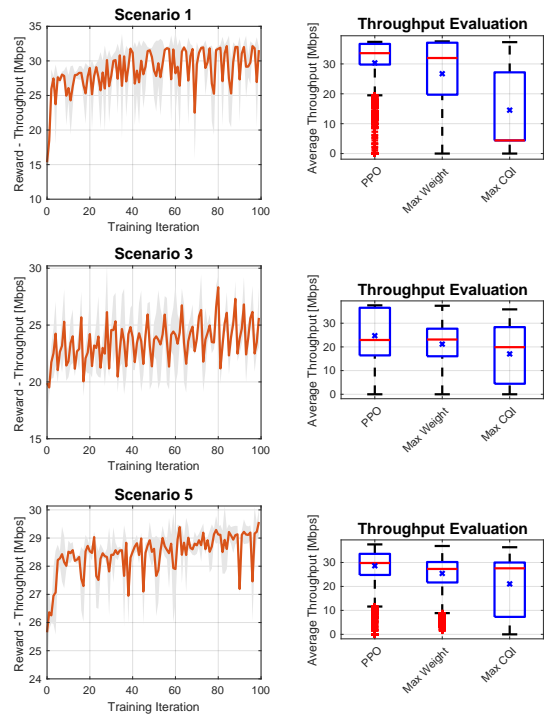 Scenario 1
Reward - Throughput [Mbps]
35
30
25
20
15
10
0
20
40
60
80
100
Training Iteration
Throughput Evaluation
Average Throughput [Mbps]
30
20
10
0
PPO
Max Weight
Max CQI
Scenario 3
Reward - Throughput [Mbps]
30
25
20
15
0
20
40
60
80
100
Training Iteration
Throughput Evaluation
Average Throughput [Mbps]
30
20
10
0
PPO
Max Weight
Max CQI
Scenario 5
Reward - Throughput [Mbps]
30
29
28
27
26
25
24
0
20
40
60
80
100
Training Iteration
Throughput Evaluation
Average Throughput [Mbps]
30
20
10
0
PPO
Max Weight
Max CQI